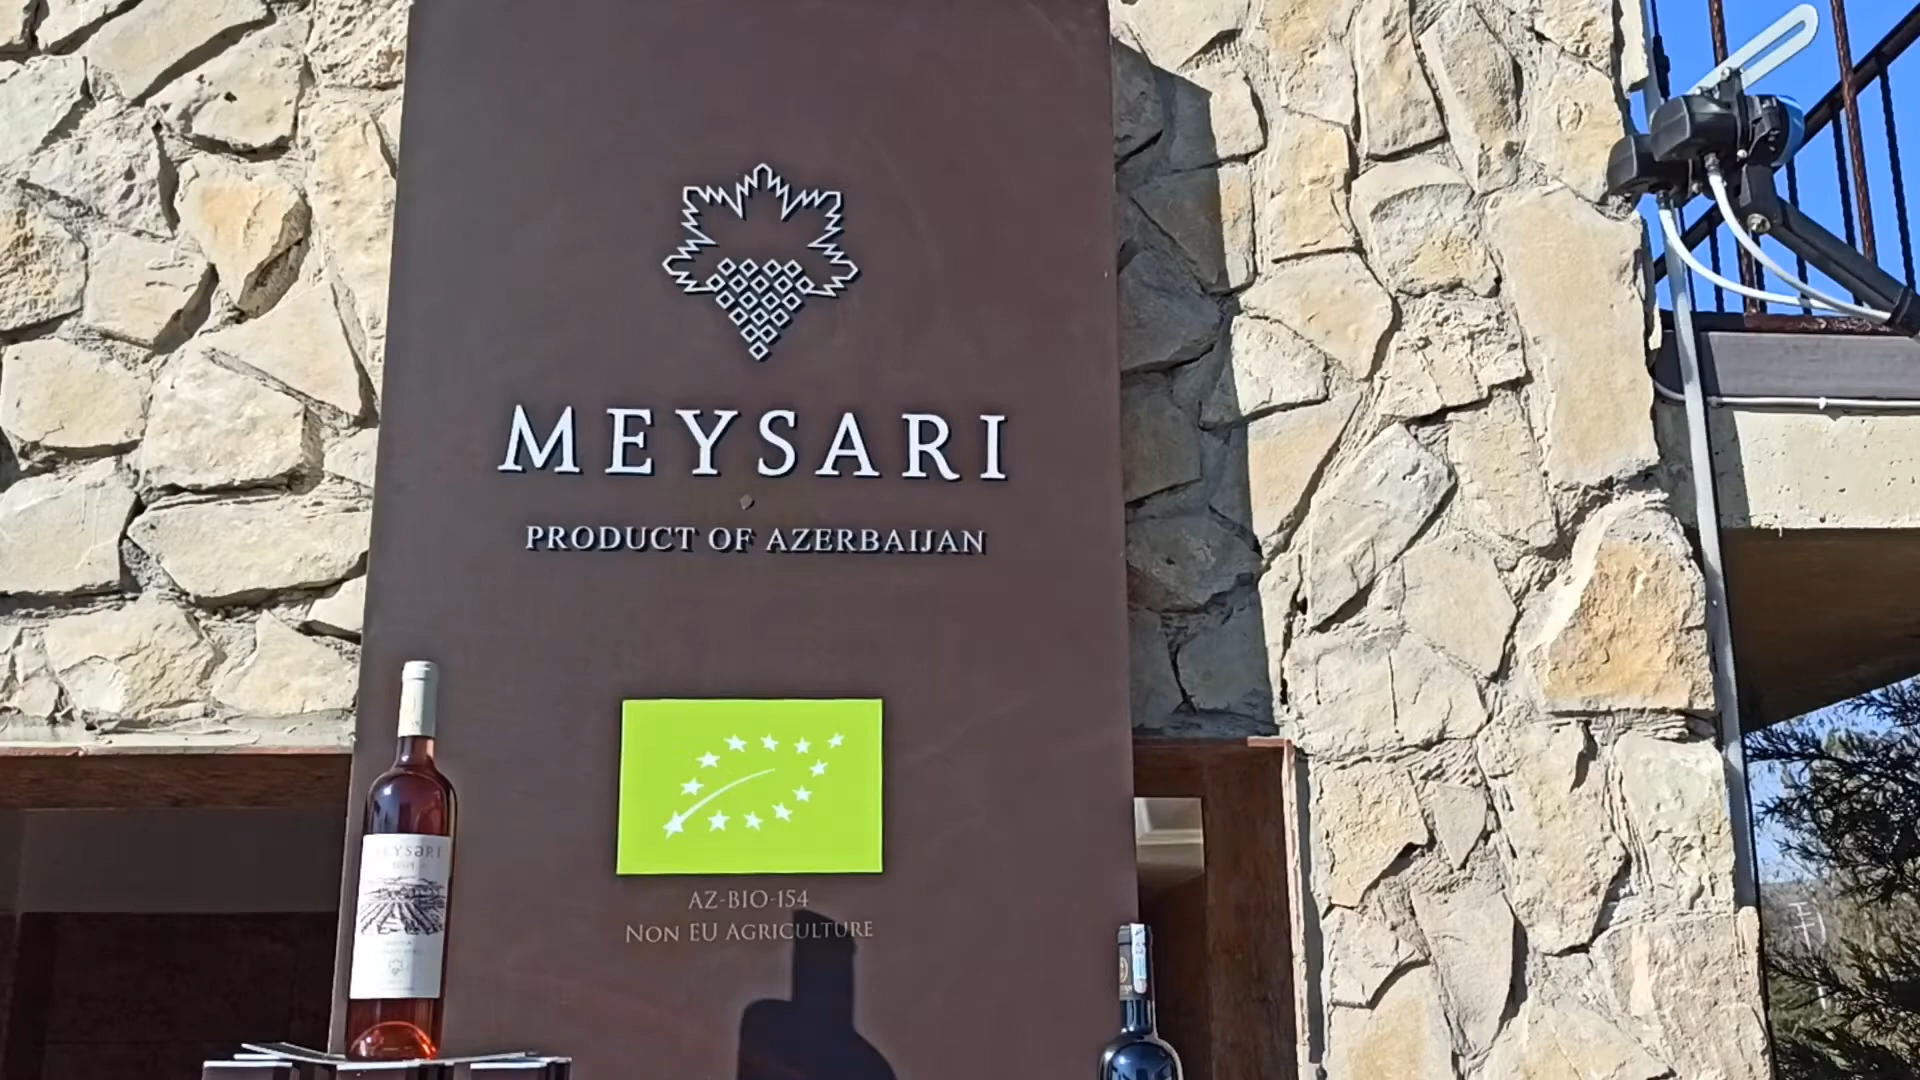 MEYSARI
PRODUCT OF AZERBAIJAN
AZ-BIO-154
NON EU AGRICULTURE
MEYSƏRI